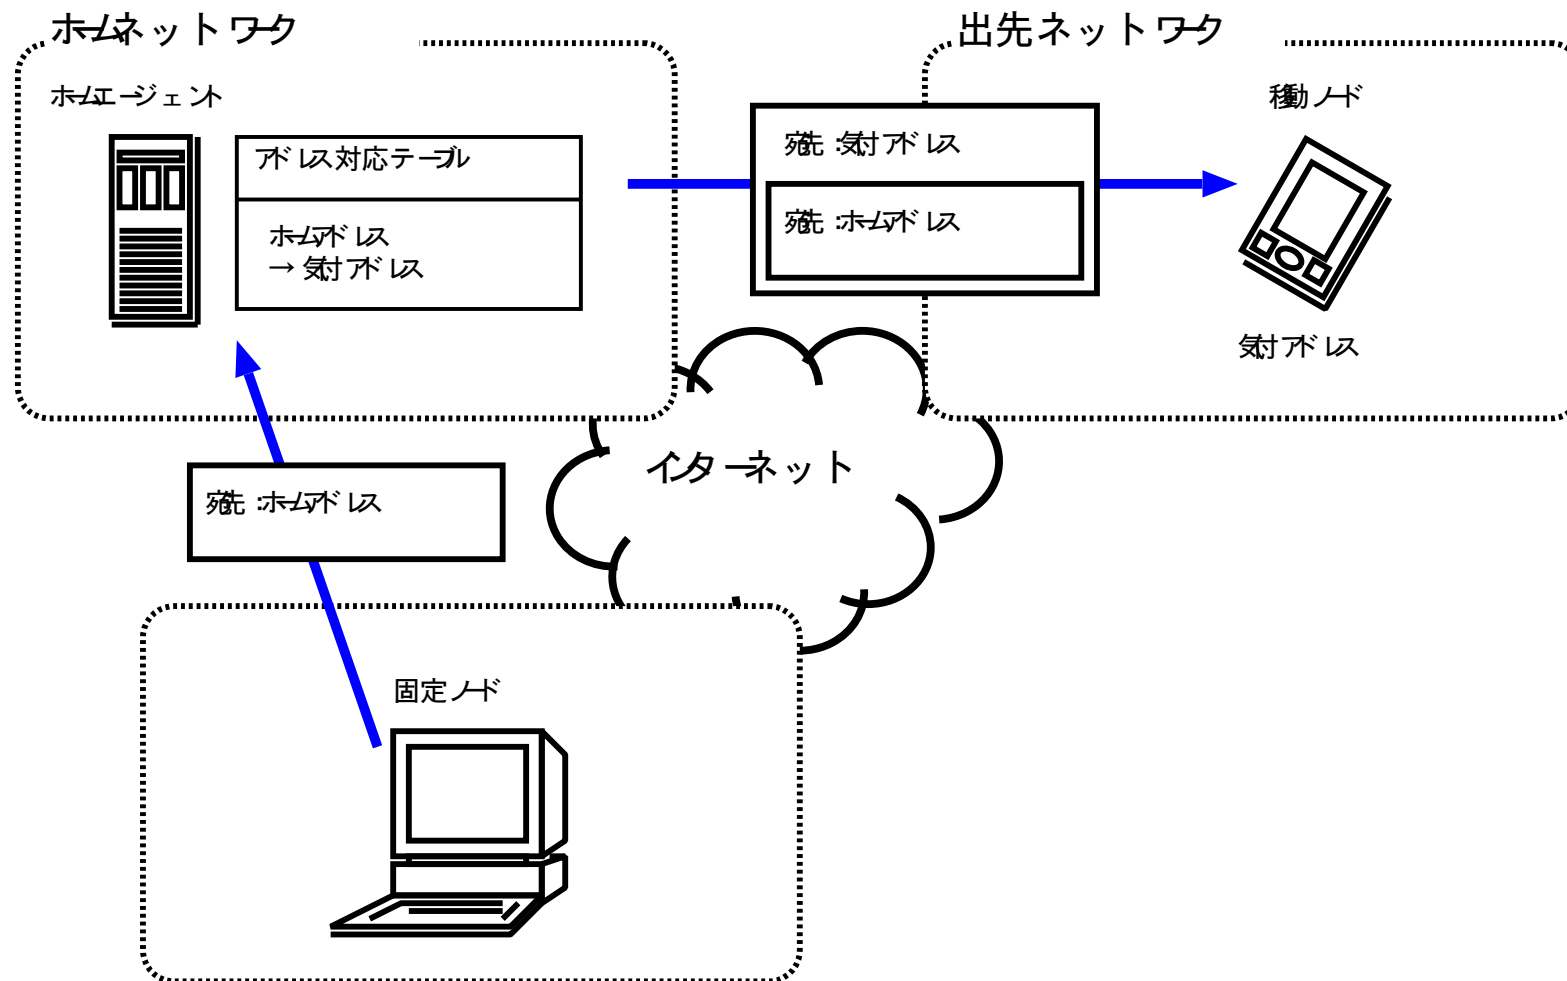 ホームネットワーク
出先ネットワーク
ホームエージェント
移動ノード
アドレス対応テーブル
宛先：気付アドレス
ホームアドレス
→ 気付アドレス
宛先：ホームアドレス
気付アドレス
インターネット
宛先：ホームアドレス
固定ノード